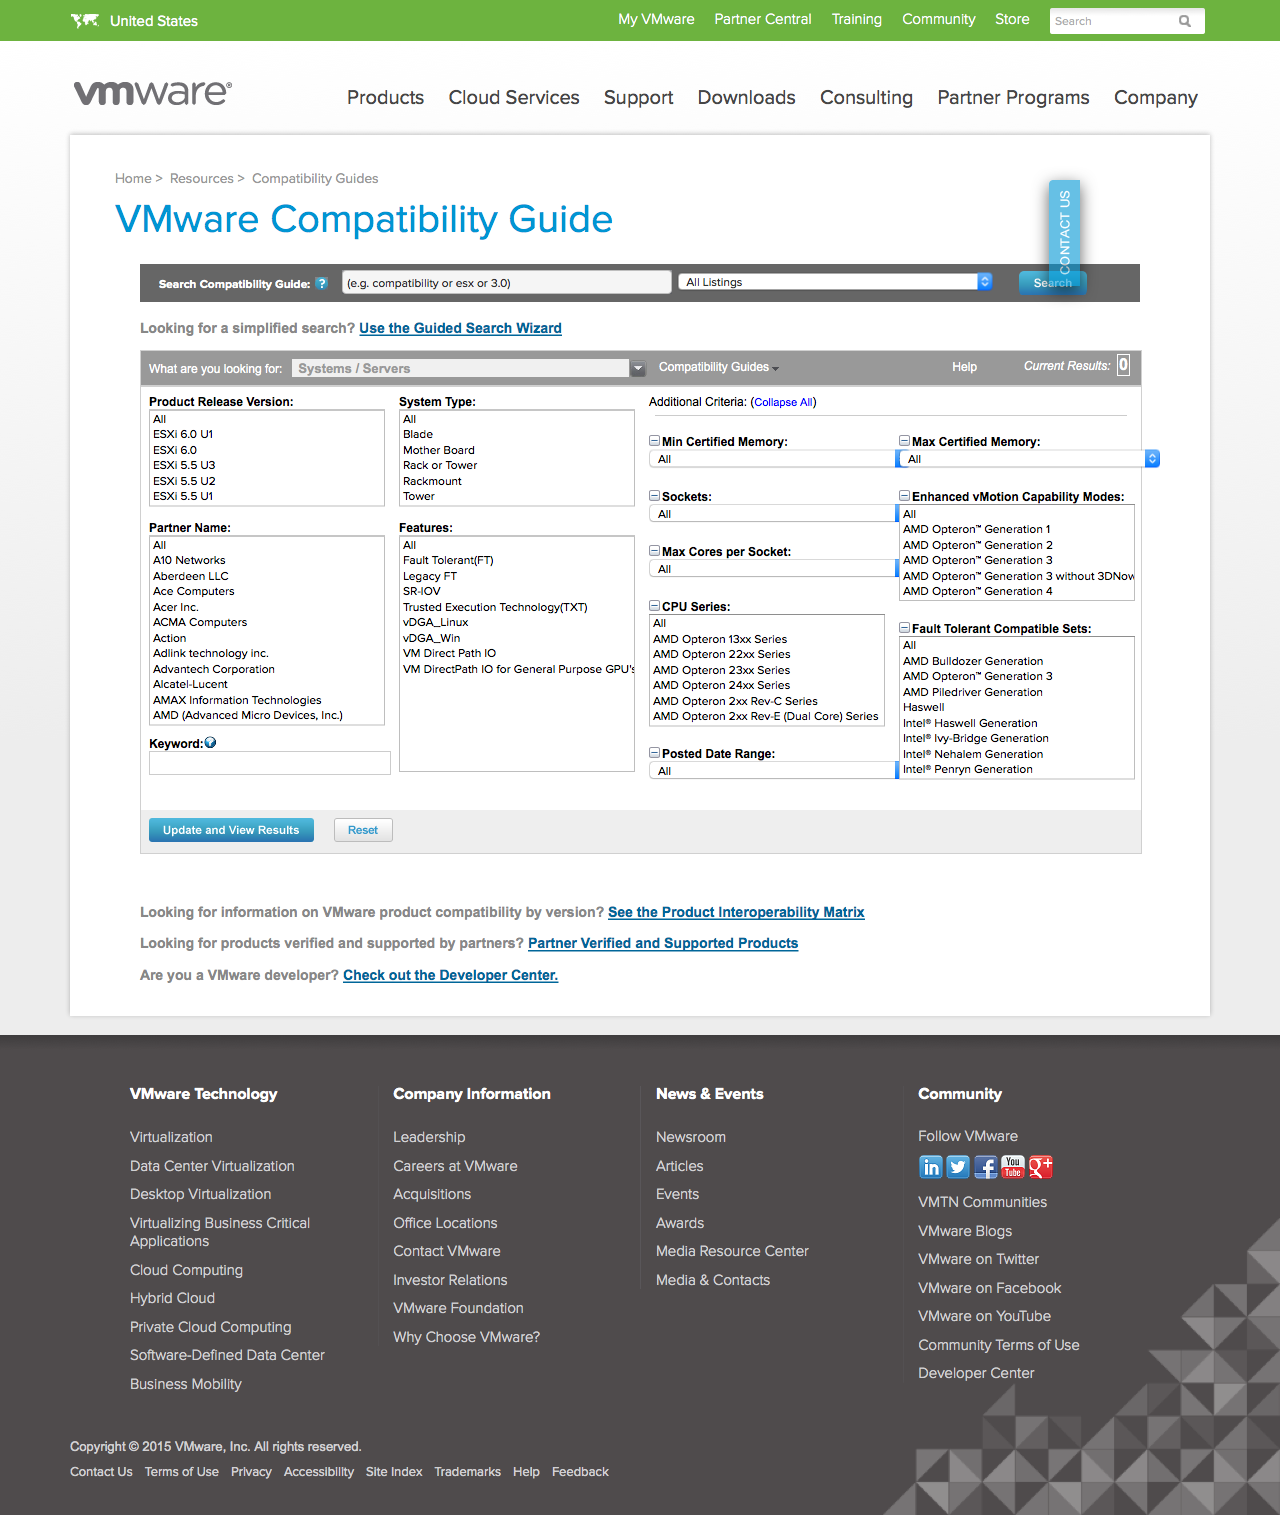 United States
My VMware Partner Central Training Community Store Search
vmware®
Products Cloud Services Support Downloads Consulting Partner Programs Company
Home > Resources > Compatibility Guides
VMware Compatibility Guide
CONTACT US
Search Compatibility Guide: ? (e.g. compatibility or esx or 3.0) All Listings Search
Looking for a simplified search? Use the Guided Search Wizard
What are you looking for: Systems / Servers Compatibility Guides Help Current Results: 0
Product Release Version:
All
ESXi 6.0 U1
ESXi 6.0
ESXi 5.5 U3
ESXi 5.5 U2
ESXi 5.5 U1
Partner Name:
All
A10 Networks
Aberdeen LLC
Ace Computers
Acer Inc.
ACMA Computers
Action
Adlink technology inc.
Advantech Corporation
Alcatel-Lucent
AMAX Information Technologies
AMD (Advanced Micro Devices, Inc.)
Keyword:
System Type:
All
Blade
Mother Board
Rack or Tower
Rackmount
Tower
Features:
All
Fault Tolerant(FT)
Legacy FT
SR-IOV
Trusted Execution Technology(TXT)
vDGA_Linux
vDGA_Win
VM Direct Path IO
VM DirectPath IO for General Purpose GPU's
Additional Criteria: (Collapse All)
Min Certified Memory:
All
Sockets:
All
Max Cores per Socket:
All
CPU Series:
All
AMD Opteron 13xx Series
AMD Opteron 22xx Series
AMD Opteron 23xx Series
AMD Opteron 24xx Series
AMD Opteron 2xx Rev-C Series
AMD Opteron 2xx Rev-E (Dual Core) Series
Posted Date Range:
All
Max Certified Memory:
All
Enhanced vMotion Capability Modes:
All
AMD Opteron™ Generation 1
AMD Opteron™ Generation 2
AMD Opteron™ Generation 3
AMD Opteron™ Generation 3 without 3DNow
AMD Opteron™ Generation 4
Fault Tolerant Compatible Sets:
All
AMD Bulldozer Generation
AMD Opteron™ Generation 3
AMD Piledriver Generation
Haswell
Intel® Haswell Generation
Intel® Ivy-Bridge Generation
Intel® Nehalem Generation
Intel® Penryn Generation
Update and View Results Reset
Looking for information on VMware product compatibility by version? See the Product Interoperability Matrix
Looking for products verified and supported by partners? Partner Verified and Supported Products
Are you a VMware developer? Check out the Developer Center.
VMware Technology
Virtualization
Data Center Virtualization
Desktop Virtualization
Virtualizing Business Critical
Applications
Cloud Computing
Hybrid Cloud
Private Cloud Computing
Software-Defined Data Center
Business Mobility
Company Information
Leadership
Careers at VMware
Acquisitions
Office Locations
Contact VMware
Investor Relations
VMware Foundation
Why Choose VMware?
News & Events
Newsroom
Articles
Events
Awards
Media Resource Center
Media & Contacts
Community
Follow VMware
in You Tube g+
VMTN Communities
VMware Blogs
VMware on Twitter
VMware on Facebook
VMware on YouTube
Community Terms of Use
Developer Center
Copyright © 2015 VMware, Inc. All rights reserved.
Contact Us Terms of Use Privacy Accessibility Site Index Trademarks Help Feedback